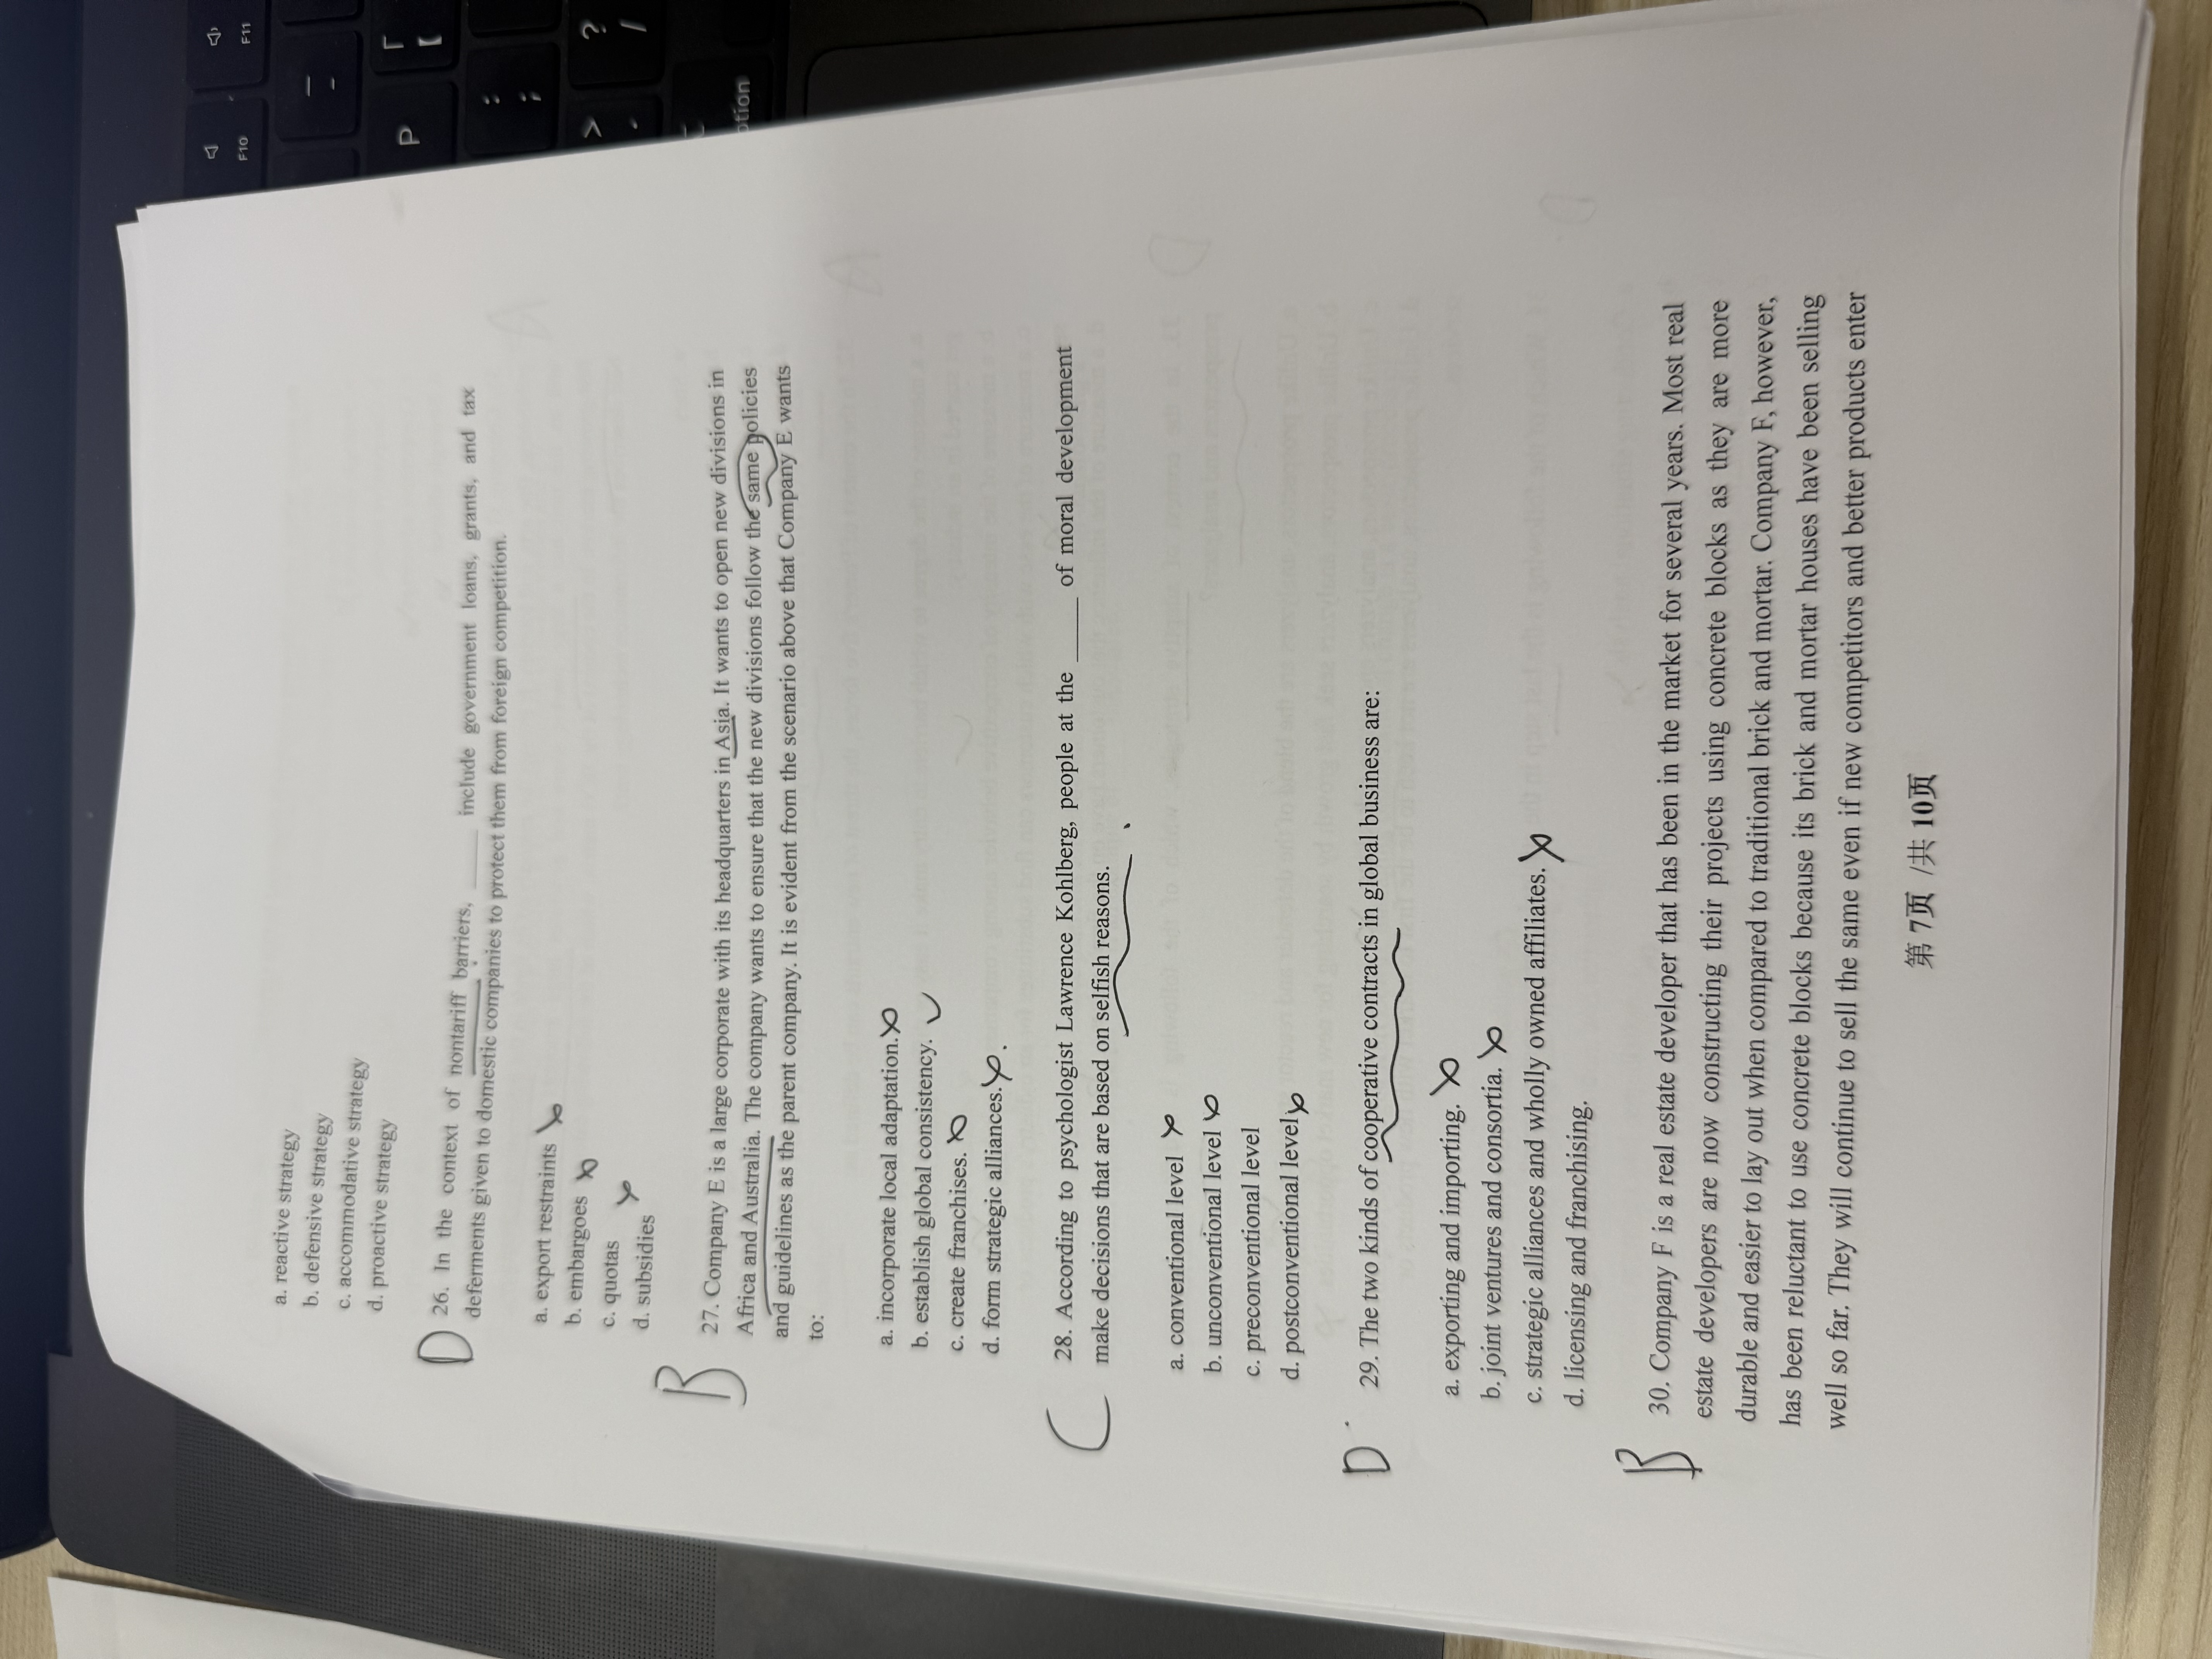 a. reactive strategy
b. defensive strategy
c. accommodative strategy
d. proactive strategy
D
26. In the context of nontariff barriers, _____ include government loans, grants, and tax
deferments given to domestic companies to protect them from foreign competition.
a. export restraints
b. embargoes
c. quotas
d. subsidies
B
27. Company E is a large corporate with its headquarters in Asia. It wants to open new divisions in
Africa and Australia. The company wants to ensure that the new divisions follow the same policies
and guidelines as the parent company. It is evident from the scenario above that Company E wants
to:
a. incorporate local adaptation.
b. establish global consistency.
c. create franchises.
d. form strategic alliances.
C
28. According to psychologist Lawrence Kohlberg, people at the _____ of moral development
make decisions that are based on selfish reasons.
a. conventional level
b. unconventional level
c. preconventional level
d. postconventional level
D
29. The two kinds of cooperative contracts in global business are:
a. exporting and importing.
b. joint ventures and consortia.
c. strategic alliances and wholly owned affiliates.
d. licensing and franchising.
B
30. Company F is a real estate developer that has been in the market for several years. Most real
estate developers are now constructing their projects using concrete blocks as they are more
durable and easier to lay out when compared to traditional brick and mortar. Company F, however,
has been reluctant to use concrete blocks because its brick and mortar houses have been selling
well so far. They will continue to sell the same even if new competitors and better products enter
第 7页 /共 10页
F10
F11
P
?
/
>
:
;
ption